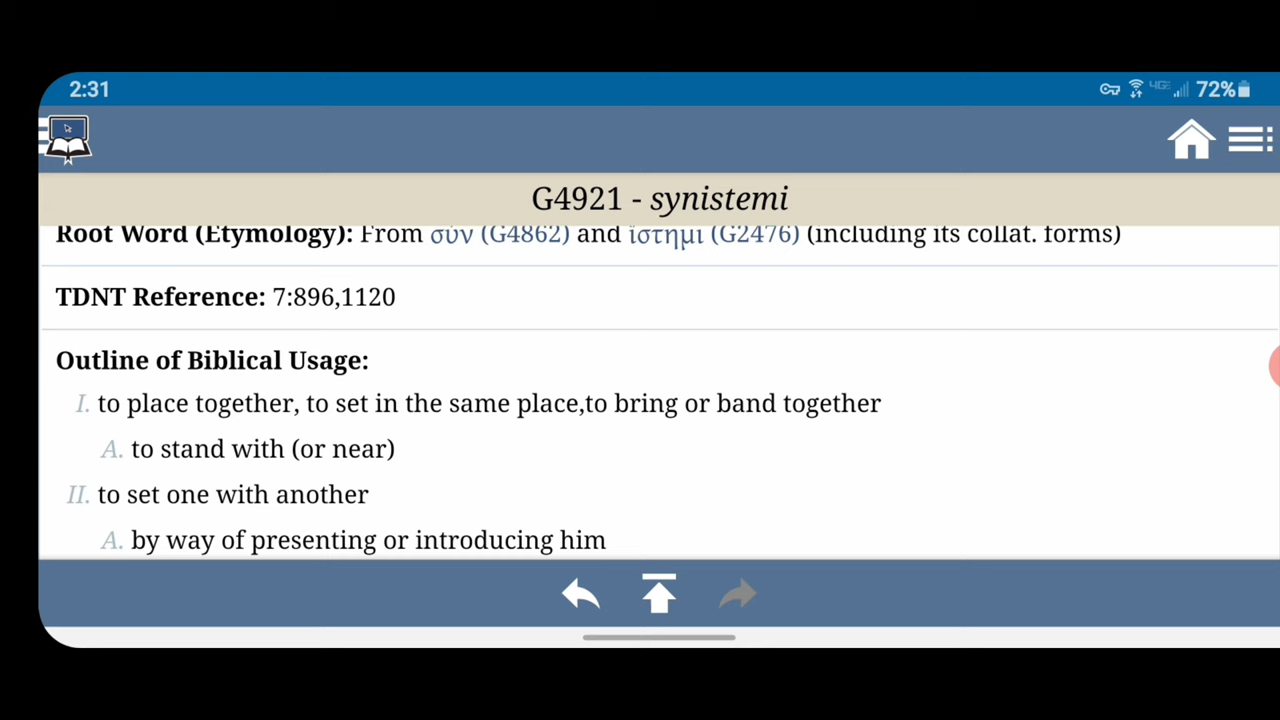 2:31 72%
G4921 - synistemi
Root Word (Etymology): From σύν (G4862) and ἵστημι (G2476) (including its collat. forms)
TDNT Reference: 7:896,1120
Outline of Biblical Usage:
I. to place together, to set in the same place,to bring or band together
A. to stand with (or near)
II. to set one with another
A. by way of presenting or introducing him